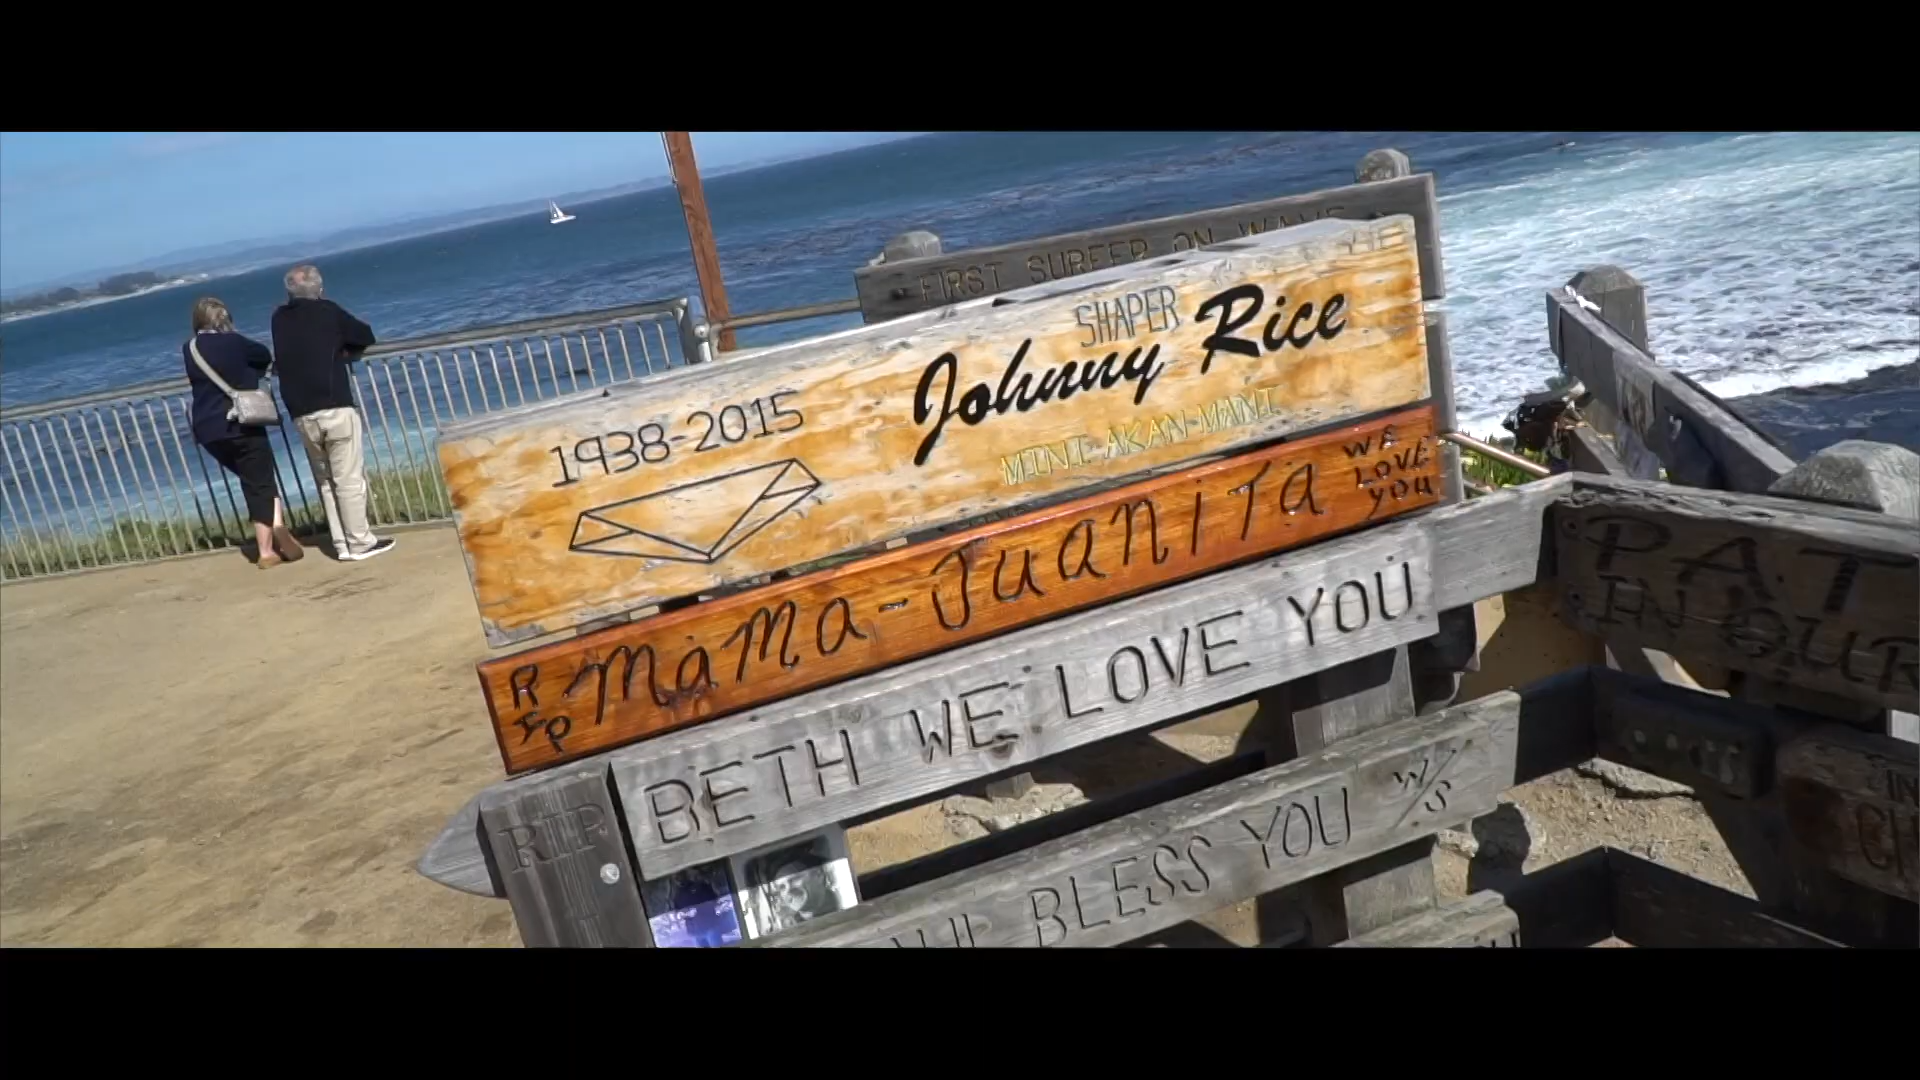 FIRST SURFER ON WAVE
SHAPER
Johnny Rice
1938-2015
MINI AKAN-MANI
RIP MaMa-JuaNiTa WE LOVE YOU
BETH WE LOVE YOU
RIP
BLESS YOU W/S
PAT
IN OUR